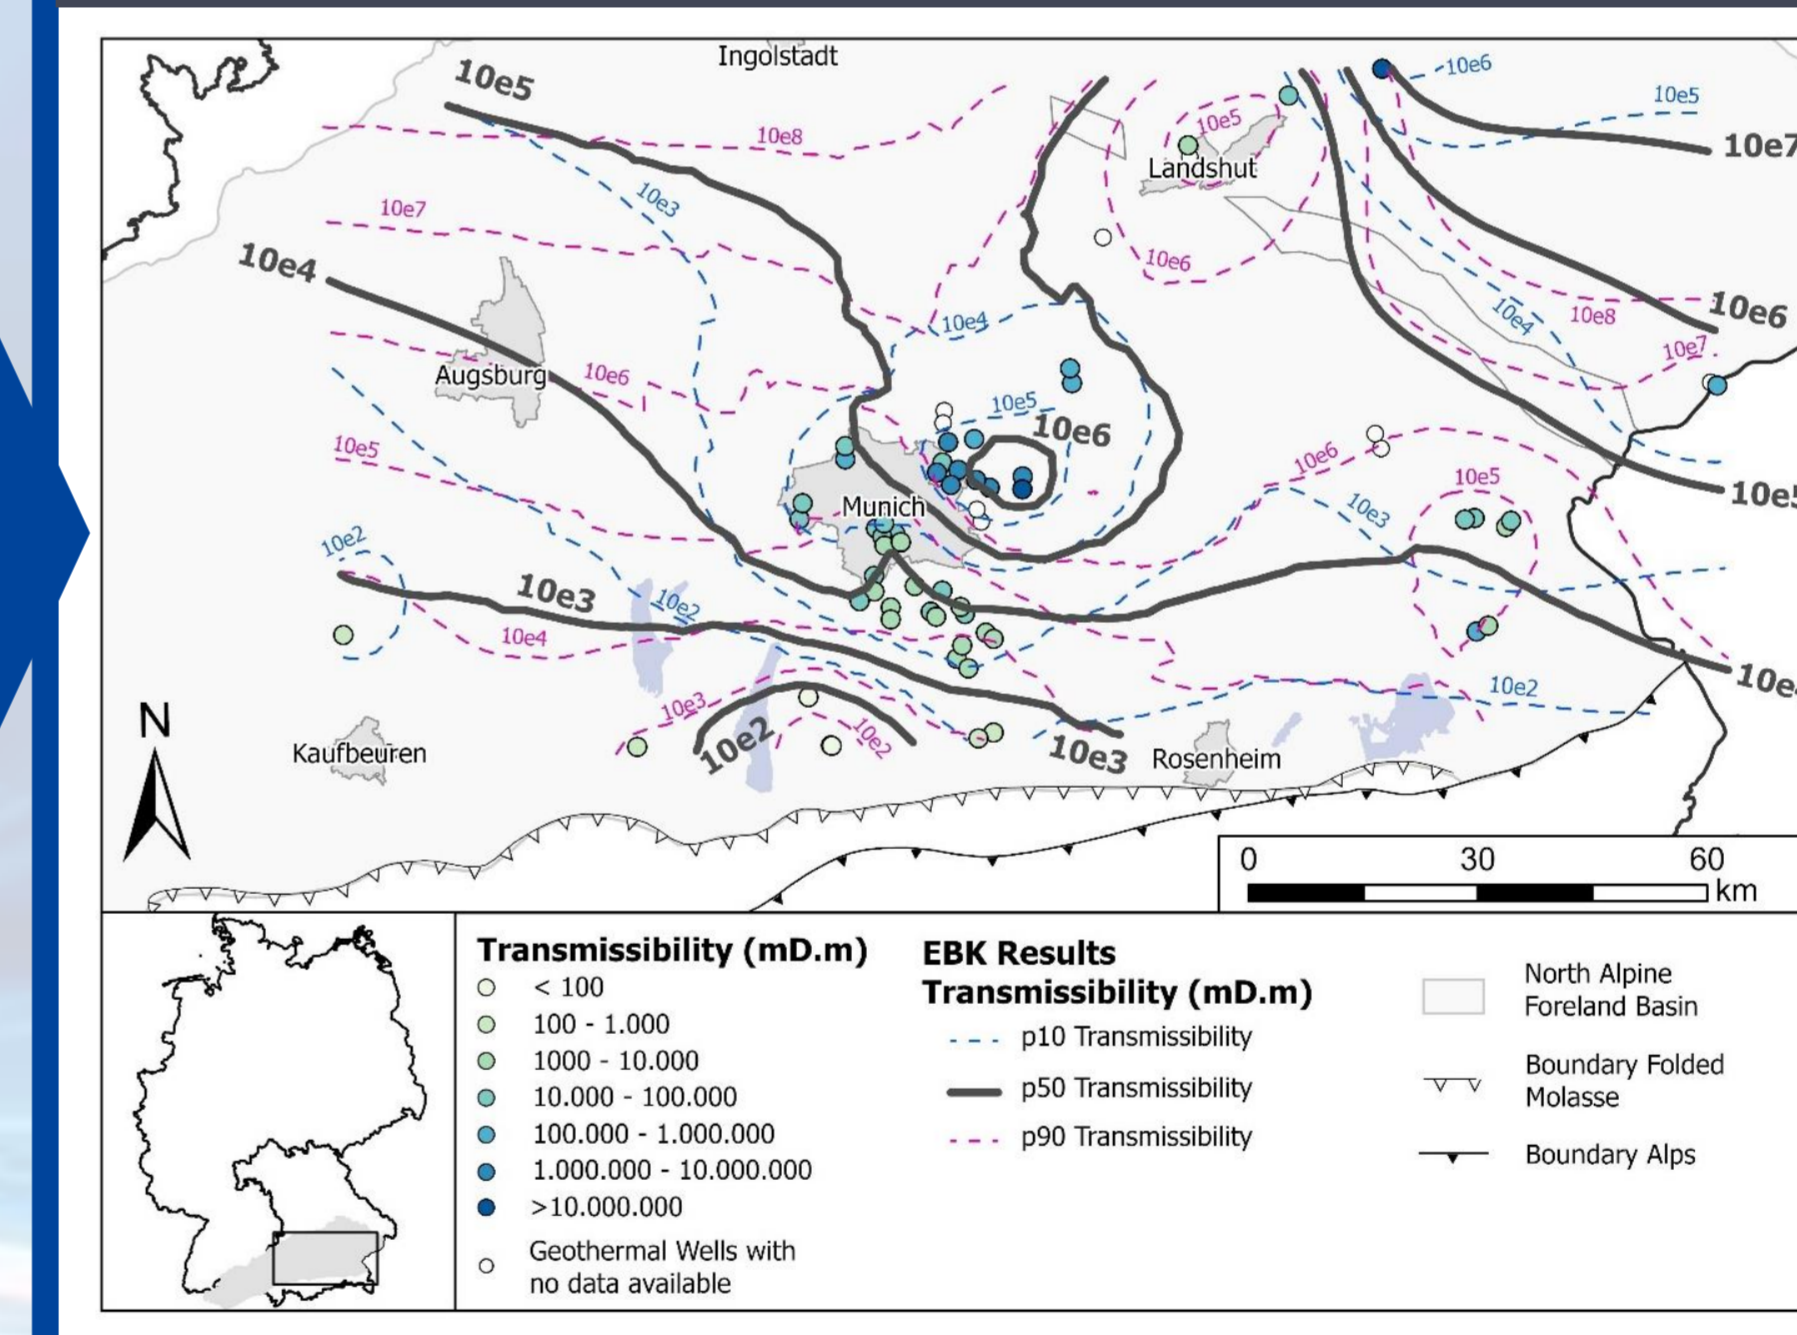 Ingolstadt
10e5
10e6
10e5
10e8
10e5
10e7
Landshut
10e3
10e7
10e4
10e6
10e4
10e8
10e6
10e4
10e7
Augsburg
10e6
10e5
10e6
10e5
10e6
10e5
10e3
Munich
10e2
10e3
10e2
10e4
10e2
10e3
10e2
10e2
10e3
N
Kaufbeuren
Rosenheim
0 30 60
km
Transmissibility (mD.m)
< 100
100 - 1.000
1000 - 10.000
10.000 - 100.000
100.000 - 1.000.000
1.000.000 - 10.000.000
>10.000.000
Geothermal Wells with
no data available
EBK Results
Transmissibility (mD.m)
p10 Transmissibility
p50 Transmissibility
p90 Transmissibility
North Alpine
Foreland Basin
Boundary Folded
Molasse
Boundary Alps